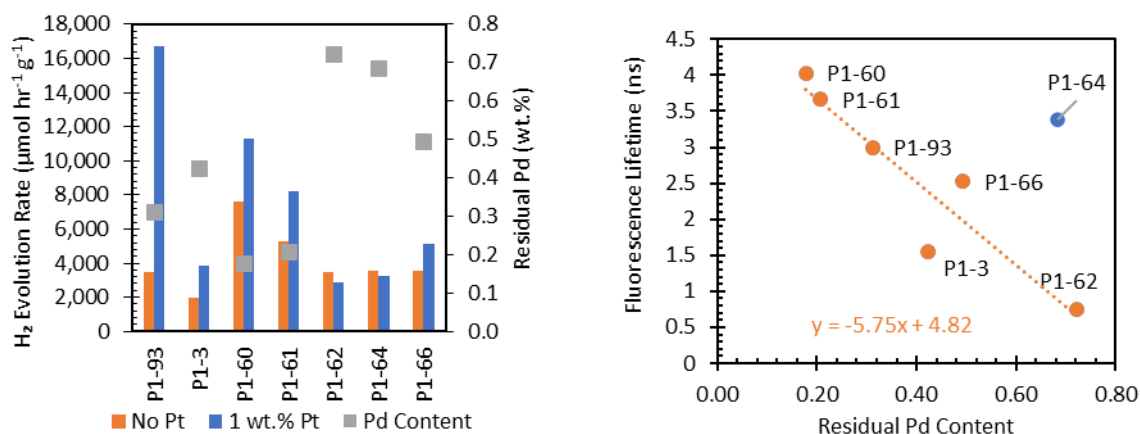 H₂ Evolution Rate (µmol hr⁻¹ g⁻¹)
18,000
16,000
14,000
12,000
10,000
8,000
6,000
4,000
2,000
0
0.8
0.7
0.6
0.5
0.4
0.3
0.2
0.1
0.0
Residual Pd (wt.%)
P1-93
P1-3
P1-60
P1-61
P1-62
P1-64
P1-66
No Pt 1 wt.% Pt Pd Content
Fluorescence Lifetime (ns)
4.5
4
3.5
3
2.5
2
1.5
1
0.5
0
P1-60
P1-61
P1-64
P1-93
P1-66
P1-3
P1-62
y = -5.75x + 4.82
0.00 0.20 0.40 0.60 0.80
Residual Pd Content